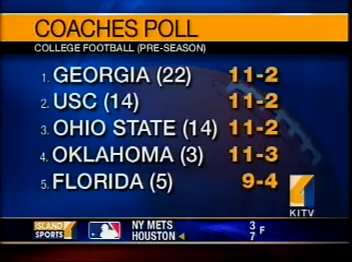 COACHES POLL
COLLEGE FOOTBALL (PRE-SEASON)
1. GEORGIA (22) 11-2
2. USC (14) 11-2
3. OHIO STATE (14) 11-2
4. OKLAHOMA (3) 11-3
5. FLORIDA (5) 9-4
4
KITV
ISLAND
SPORTS 4
NY METS 3 F
HOUSTON 7